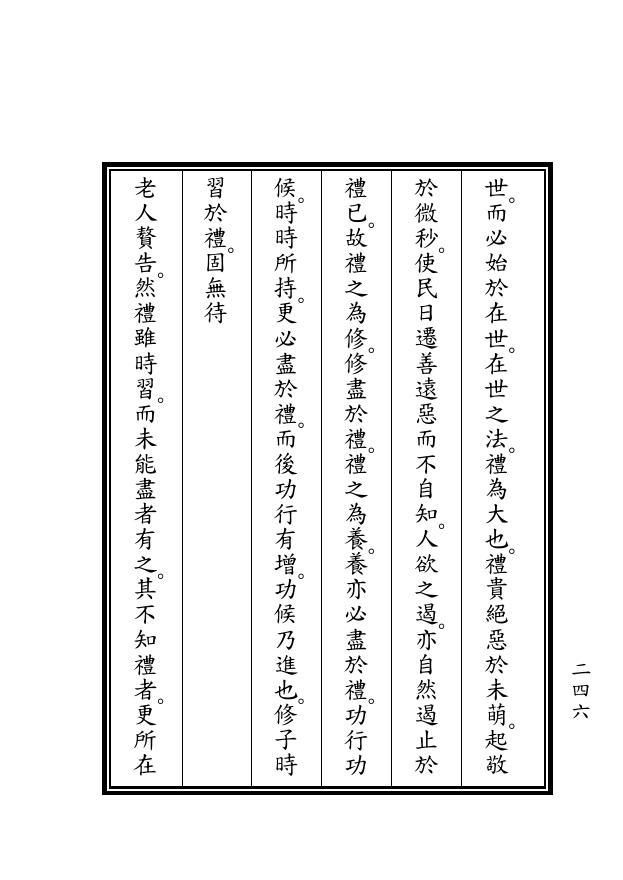 世。而必始於在世。在世之法。禮為大也。禮貴絕惡於未萌。起敬
於微秒。使民日遷善遠惡而不自知。人欲之遏。亦自然遏止於
禮已。故禮之為修。修盡於禮。禮之為養。養亦必盡於禮。功行功
候。時時所持。更必盡於禮。而後功行有增。功候乃進也。修子時
習於禮。固無待
老人贅告。然禮雖時習。而未能盡者有之。其不知禮者。更所在
二四六